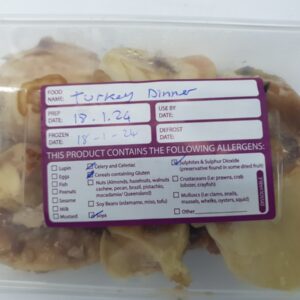 FOOD NAME: Turkey Dinner
PREP DATE: 18.1.24
USE BY DATE:
FROZEN DATE: 18-1-24
DEFROST DATE:
THIS PRODUCT CONTAINS THE FOLLOWING ALLERGENS:
Lupin
Eggs
Fish
Peanuts
Sesame
Milk
Mustard
Celery and Celeriac
Cereals containing Gluten
Nuts (Almonds, hazelnuts, walnuts
cashew, pecan, brazil, pistachio,
macadamia/ Queensland)
Soy Beans (edamame, miso, tofu)
Soya
Sulphites & Sulphur Dioxide
(preservative found in some dried fruit)
Crustaceans (i.e prawns, crab
lobster, crayfish)
Molluscs (i.e clams, snails,
mussels, whelks, oysters, squid)
Other
DISSOLVABLE